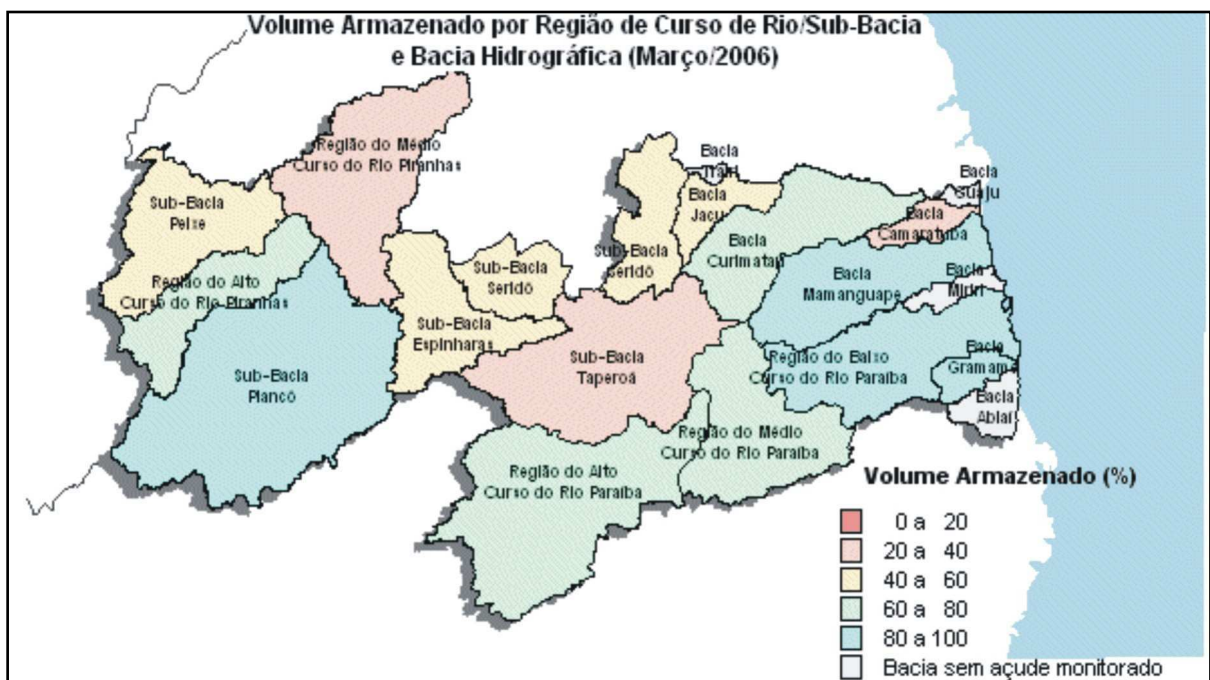 Volume Armazenado por Região de Curso de Rio/Sub-Bacia
e Bacia Hidrográfica (Março/2006)
Região do Médio
Curso do Rio Piranhas
Sub-Bacia
Peixe
Região do Alto
Curso do Rio Piranhas
Sub-Bacia
Piancó
Sub-Bacia
Espinharas
Sub-Bacia
Seridó
Sub-Bacia
Seridó
Bacia
Trairi
Bacia
Jacu
Bacia
Curimataú
Bacia
Guaju
Bacia
Camaratuba
Bacia
Mamanguape
Bacia
Miriri
Sub-Bacia
Taperoá
Região do Baixo
Curso do Rio Paraíba
Bacia
Gramame
Bacia
Abiaí
Região do Médio
Curso do Rio Paraíba
Região do Alto
Curso do Rio Paraíba
Volume Armazenado (%)
0 a 20
20 a 40
40 a 60
60 a 80
80 a 100
Bacia sem açude monitorado